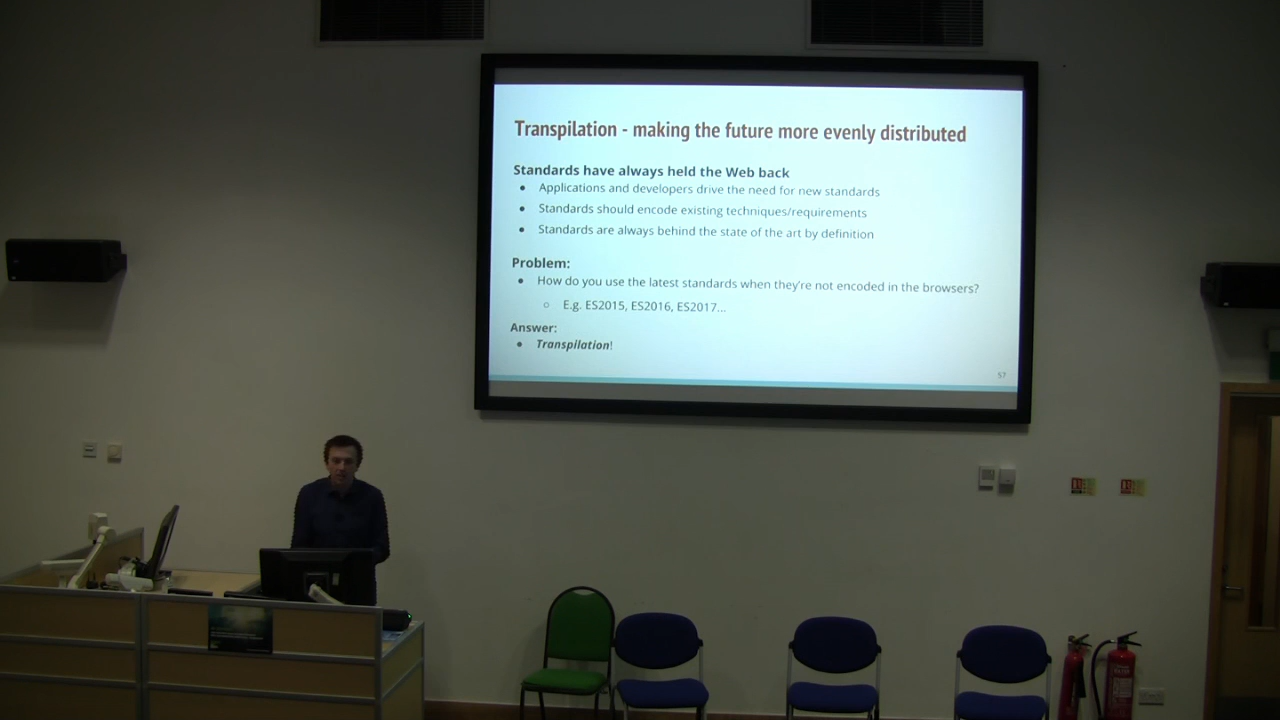 Transpilation - making the future more evenly distributed
Standards have always held the Web back
● Applications and developers drive the need for new standards
● Standards should encode existing techniques/requirements
● Standards are always behind the state of the art by definition
Problem:
● How do you use the latest standards when they're not encoded in the browsers?
○ E.g. ES2015, ES2016, ES2017...
Answer:
● Transpilation!
57